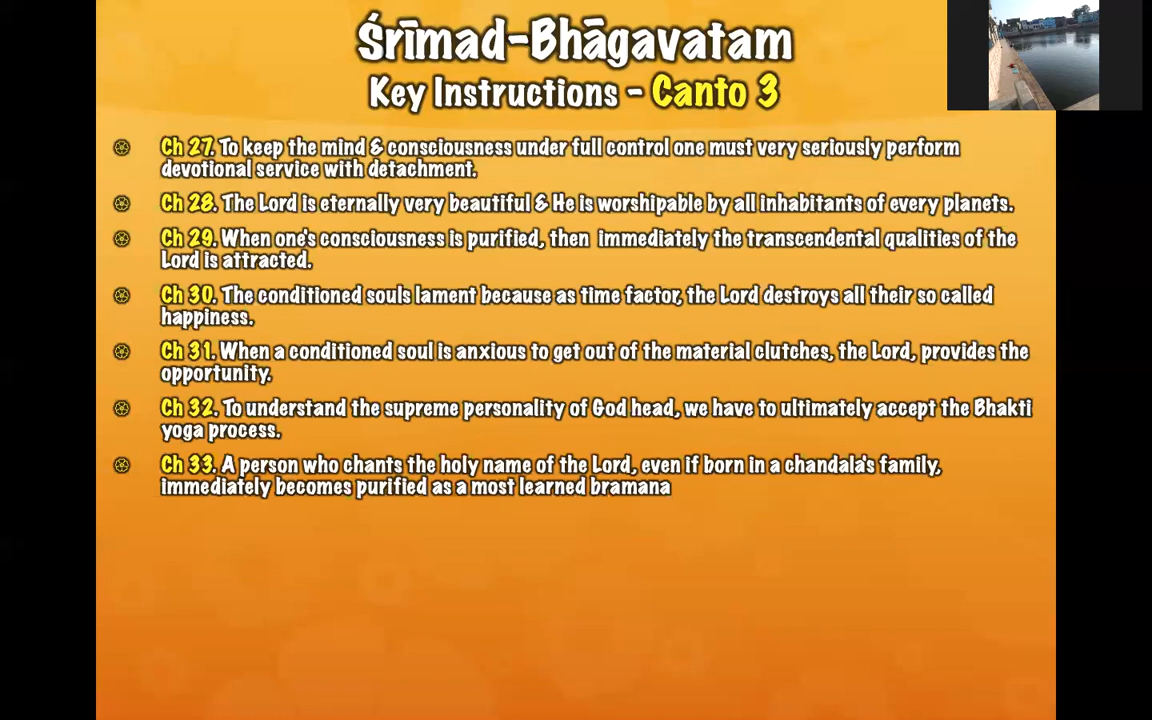 Śrīmad-Bhāgavatam
Key Instructions - Canto 3
Ch 27. To keep the mind & consciousness under full control one must very seriously perform
devotional service with detachment.
Ch 28. The Lord is eternally very beautiful & He is worshipable by all inhabitants of every planets.
Ch 29. When one's consciousness is purified, then immediately the transcendental qualities of the
Lord is attracted.
Ch 30. The conditioned souls lament because as time factor, the Lord destroys all their so called
happiness.
Ch 31. When a conditioned soul is anxious to get out of the material clutches, the Lord, provides the
opportunity.
Ch 32. To understand the supreme personality of God head, we have to ultimately accept the Bhakti
yoga process.
Ch 33. A person who chants the holy name of the Lord, even if born in a chandala's family,
immediately becomes purified as a most learned bramana